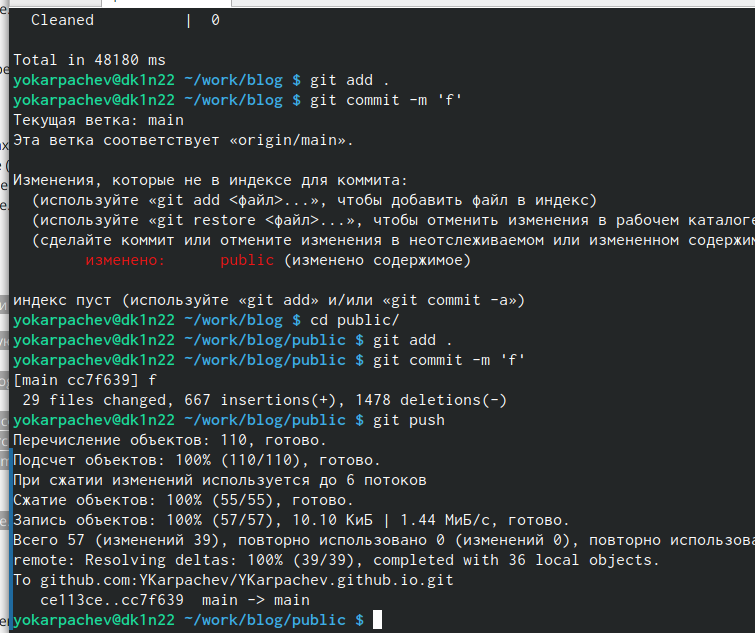 Cleaned | 0
Total in 48180 ms
yokarpachev@dk1n22 ~/work/blog $ git add .
yokarpachev@dk1n22 ~/work/blog $ git commit -m 'f'
Текущая ветка: main
Эта ветка соответствует «origin/main».
Изменения, которые не в индексе для коммита:
(используйте «git add <файл>...», чтобы добавить файл в индекс)
(используйте «git restore <файл>...», чтобы отменить изменения в рабочем каталоге
(сделайте коммит или отмените изменения в неотслеживаемом или измененном
изменено: public (изменено содержимое)
индекс пуст (используйте «git add» и/или «git commit -a»)
yokarpachev@dk1n22 ~/work/blog $ cd public/
yokarpachev@dk1n22 ~/work/blog/public $ git add .
yokarpachev@dk1n22 ~/work/blog/public $ git commit -m 'f'
[main cc7f639] f
29 files changed, 667 insertions(+), 1478 deletions(-)
yokarpachev@dk1n22 ~/work/blog/public $ git push
Перечисление объектов: 110, готово.
Подсчет объектов: 100% (110/110), готово.
При сжатии изменений используется до 6 потоков
Сжатие объектов: 100% (55/55), готово.
Запись объектов: 100% (57/57), 10.10 КиБ | 1.44 МиБ/с, готово.
Всего 57 (изменений 39), повторно использовано 0 (изменений 0), повторно
remote: Resolving deltas: 100% (39/39), completed with 36 local objects.
To github.com:YKarpachev/YKarpachev.github.io.git
ce113ce..cc7f639 main -> main
yokarpachev@dk1n22 ~/work/blog/public $